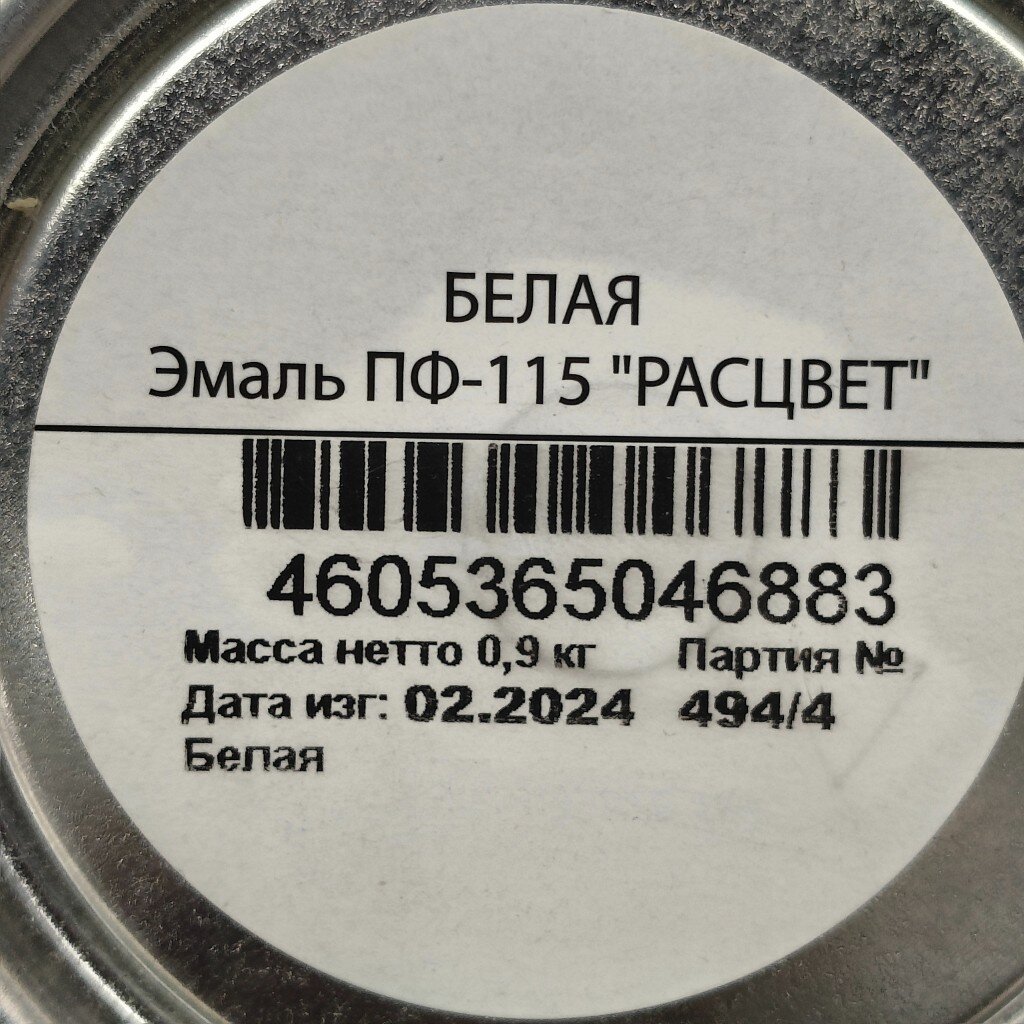 БЕЛАЯ
Эмаль ПФ-115 "РАСЦВЕТ"
4605365046883
Масса нетто 0,9 кг Партия №
Дата изг: 02.2024 494/4
Белая